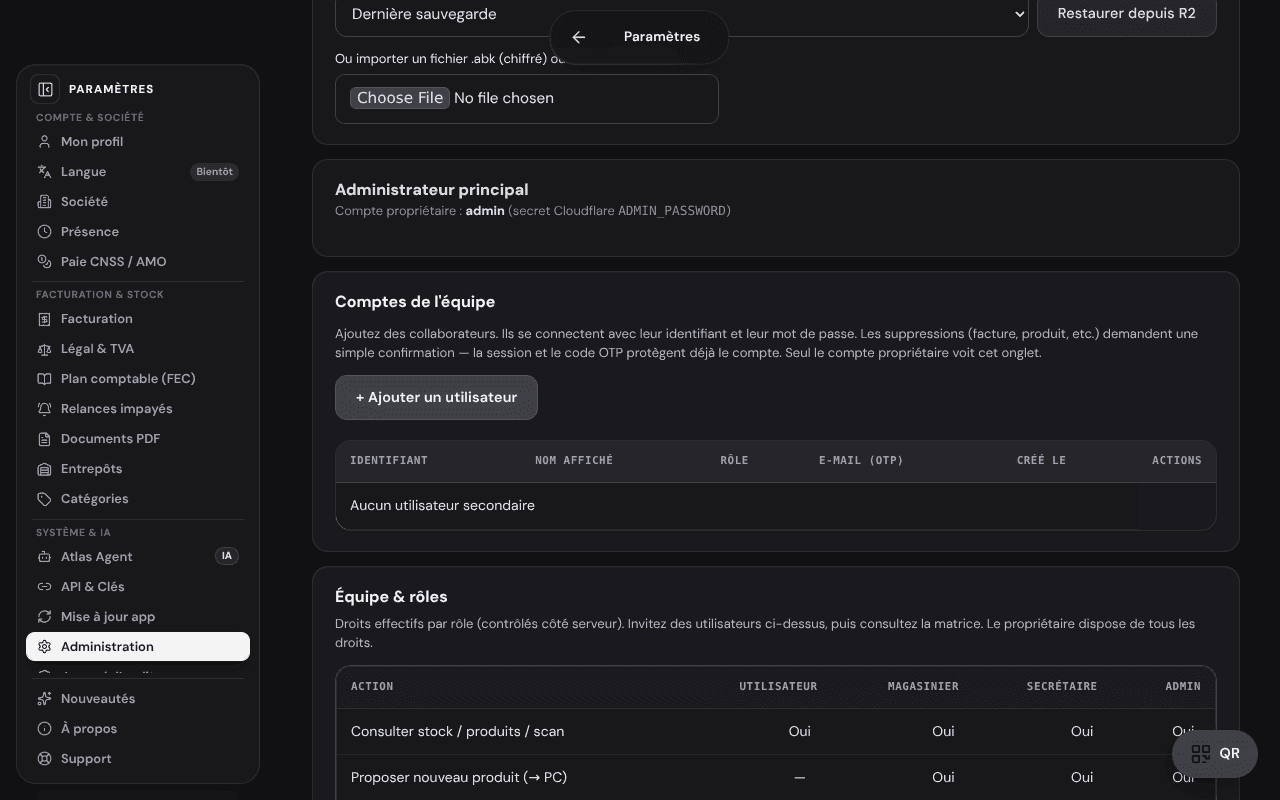 Dernière sauvegarde
Restaurer depuis R2
Paramètres
Ou importer un fichier .abk (chiffré) ou
Choose File No file chosen
PARAMÈTRES
COMPTE & SOCIÉTÉ
Mon profil
Langue Bientôt
Société
Présence
Paie CNSS / AMO
FACTURATION & STOCK
Facturation
Légal & TVA
Plan comptable (FEC)
Relances impayés
Documents PDF
Entrepôts
Catégories
SYSTÈME & IA
Atlas Agent IA
API & Clés
Mise à jour app
Administration
Nouveautés
À propos
Support
Administrateur principal
Compte propriétaire : admin (secret Cloudflare ADMIN_PASSWORD)
Comptes de l'équipe
Ajoutez des collaborateurs. Ils se connectent avec leur identifiant et leur mot de passe. Les suppressions (facture, produit, etc.) demandent une
simple confirmation — la session et le code OTP protègent déjà le compte. Seul le compte propriétaire voit cet onglet.
+ Ajouter un utilisateur
IDENTIFIANT NOM AFFICHÉ RÔLE E-MAIL (OTP) CRÉÉ LE ACTIONS
Aucun utilisateur secondaire
Équipe & rôles
Droits effectifs par rôle (contrôlés côté serveur). Invitez des utilisateurs ci-dessus, puis consultez la matrice. Le propriétaire dispose de tous les
droits.
ACTION UTILISATEUR MAGASINIER SECRÉTAIRE ADMIN
Consulter stock / produits / scan Oui Oui Oui Oui
Proposer nouveau produit (→ PC) — Oui Oui Oui
QR